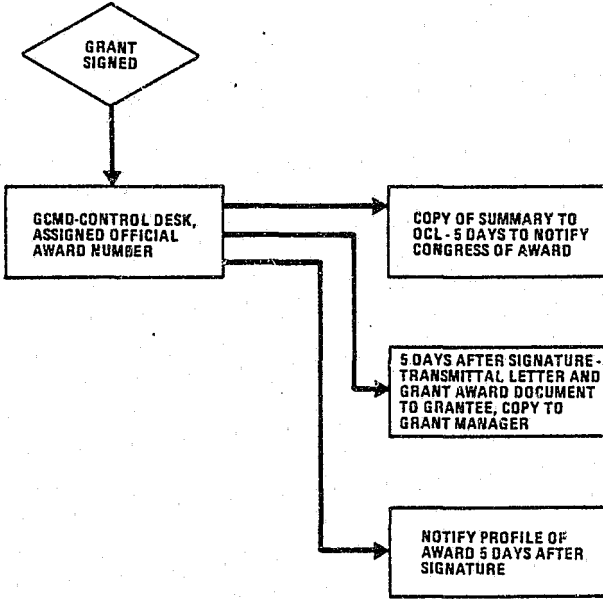 GRANT
SIGNED
GCMD-CONTROL DESK,
ASSIGNED OFFICIAL
AWARD NUMBER
COPY OF SUMMARY TO
OCL - 5 DAYS TO NOTIFY
CONGRESS OF AWARD
5 DAYS AFTER SIGNATURE -
TRANSMITTAL LETTER AND
GRANT AWARD DOCUMENT
TO GRANTEE, COPY TO
GRANT MANAGER
NOTIFY PROFILE OF
AWARD 5 DAYS AFTER
SIGNATURE